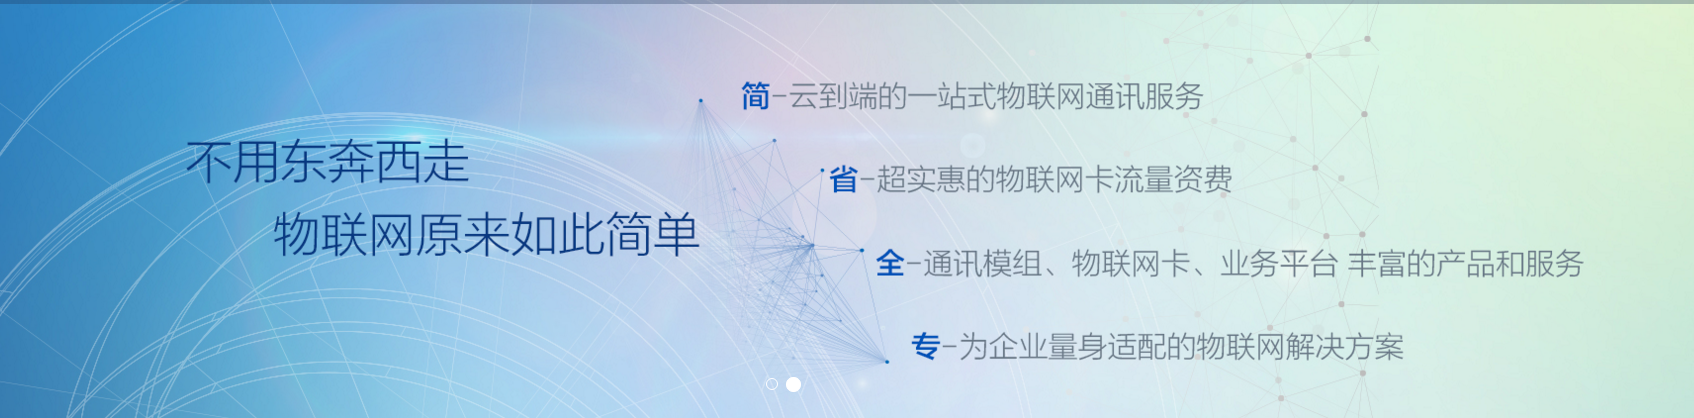 不用东奔西走
物联网原来如此简单
简-云到端的一站式物联网通讯服务
省-超实惠的物联网卡流量资费
全-通讯模组、物联网卡、业务平台 丰富的产品和服务
专-为企业量身适配的物联网解决方案